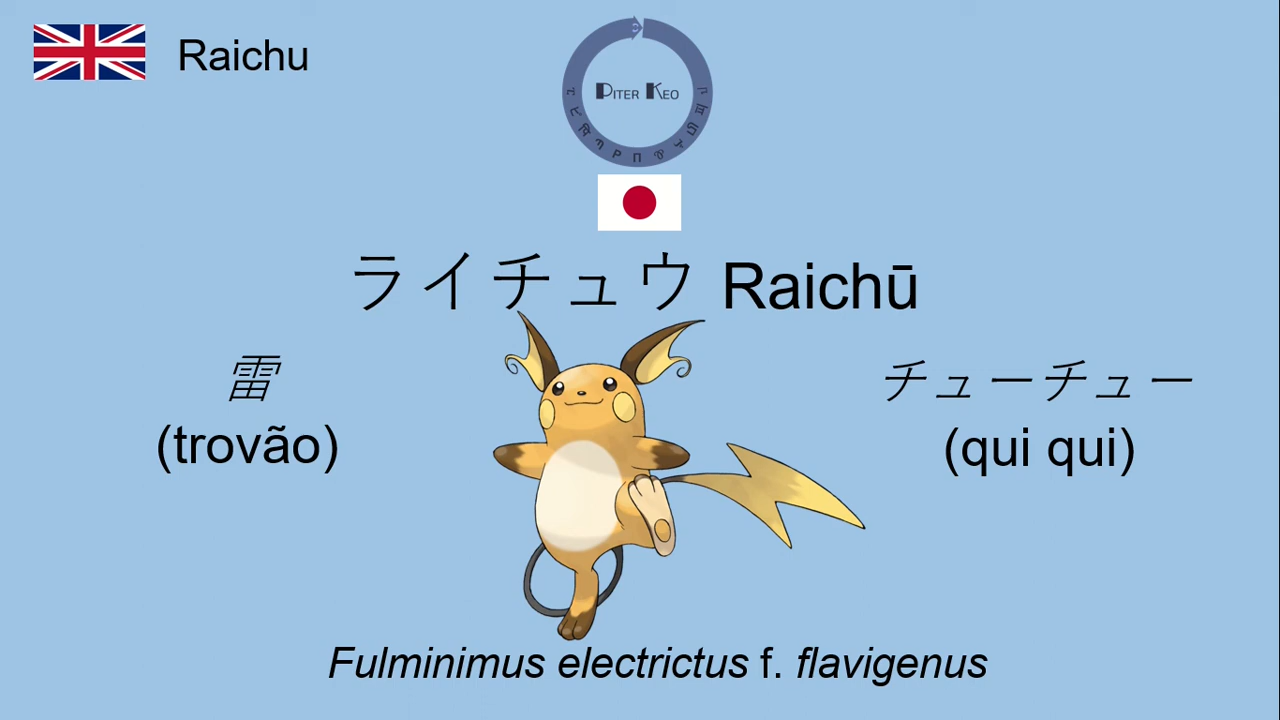 Raichu
PITER KEO
ライチュウ Raichū
雷
(trovão)
チューチュー
(qui qui)
Fulminimus electrictus f. flavigenus